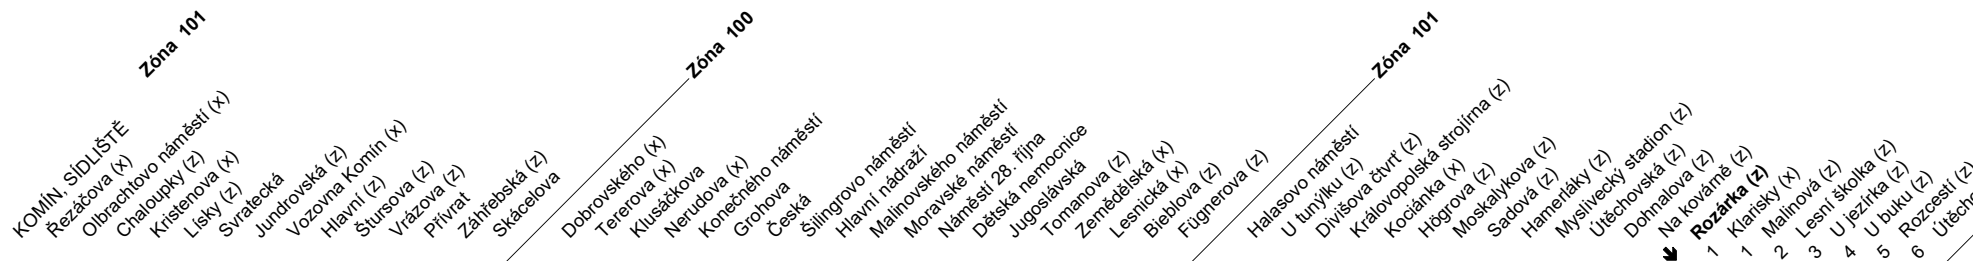 Zóna 101
KOMÍN, SÍDLIŠTĚ
Řezáčova (x)
Olbrachtovo náměstí (x)
Chaloupky (z)
Kristenova (x)
Lísky (z)
Svratecká
Jundrovská (z)
Vozovna Komín (x)
Hlavní (z)
Štursova (z)
Vrázova (z)
Přívrat
Záhřebská (z)
Skácelova
Zóna 100
Dobrovského (x)
Tererova (x)
Klusáčkova
Nerudova (x)
Konečného náměstí
Grohova
Česká
Šilingrovo náměstí
Hlavní nádraží
Malinovského náměstí
Moravské náměstí
Náměstí 28. října
Dětská nemocnice
Jugoslávská
Tomanova (z)
Zemědělská (x)
Lesnická (x)
Bieblova (z)
Fügnerova (z)
Zóna 101
Halasovo náměstí
U tunýlku (z)
Divišova čtvrť (z)
Královopolská strojírna (z)
Kociánka (x)
Högrova (z)
Moskalykova (z)
Sadová (z)
Hamerláky (z)
Myslivecký stadion (z)
Útěchovská (z)
Dohnalova (z)
Na kovárně (z)
Rozárka (z)
1 Klarisky (x)
1 Malinová (z)
2 Lesní školka (z)
3 U jezírka (z)
4 U buku (z)
5 Rozcestí (z)
6